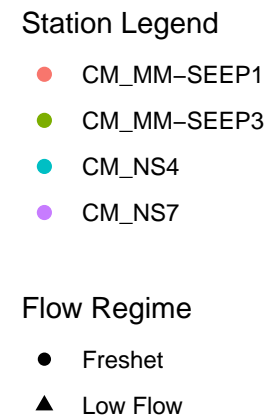 Station Legend
CM_MM−SEEP1
CM_MM−SEEP3
CM_NS4
CM_NS7
Flow Regime
Freshet
Low Flow